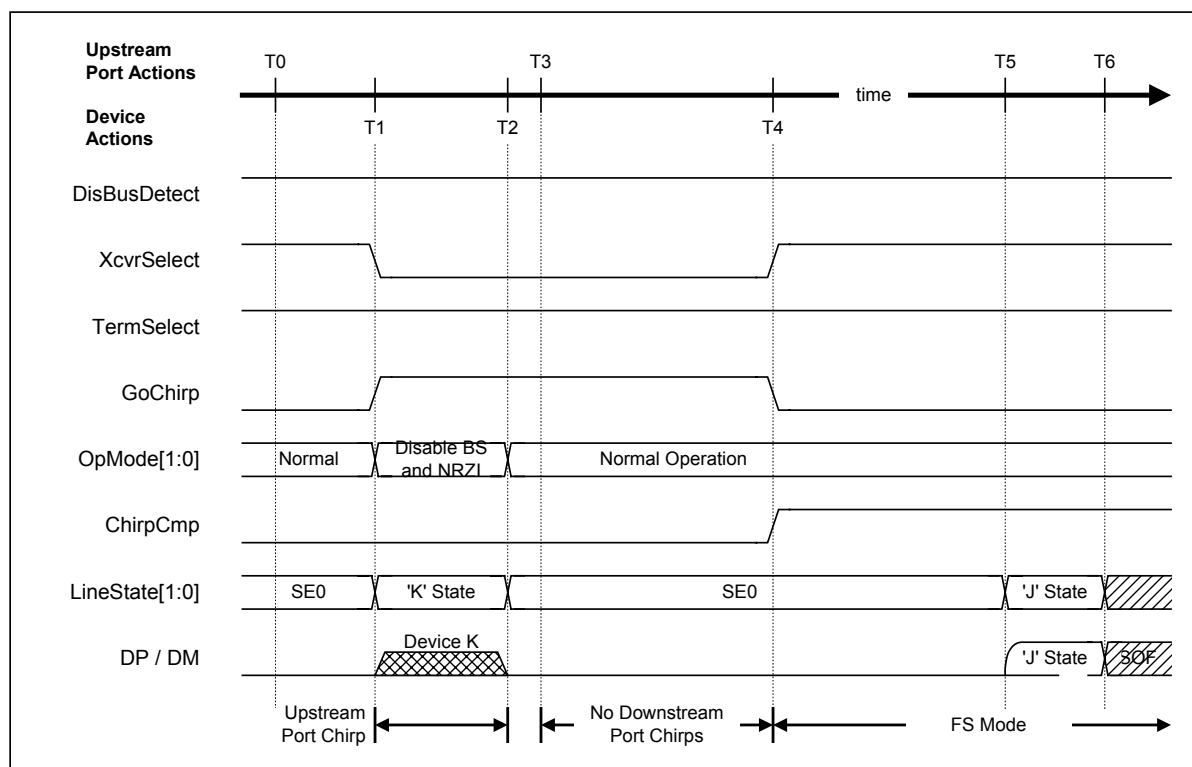 Upstream
Port Actions
T0
T3
T5
T6
time
Device
Actions
T1
T2
T4
DisBusDetect
XcvrSelect
TermSelect
GoChirp
OpMode[1:0]
Normal
Disable BS
and NRZI
Normal Operation
ChirpCmp
LineState[1:0]
SE0
'K' State
SE0
'J' State
DP / DM
Device K
'J' State
SOF
Upstream
Port Chirp
No Downstream
Port Chirps
FS Mode